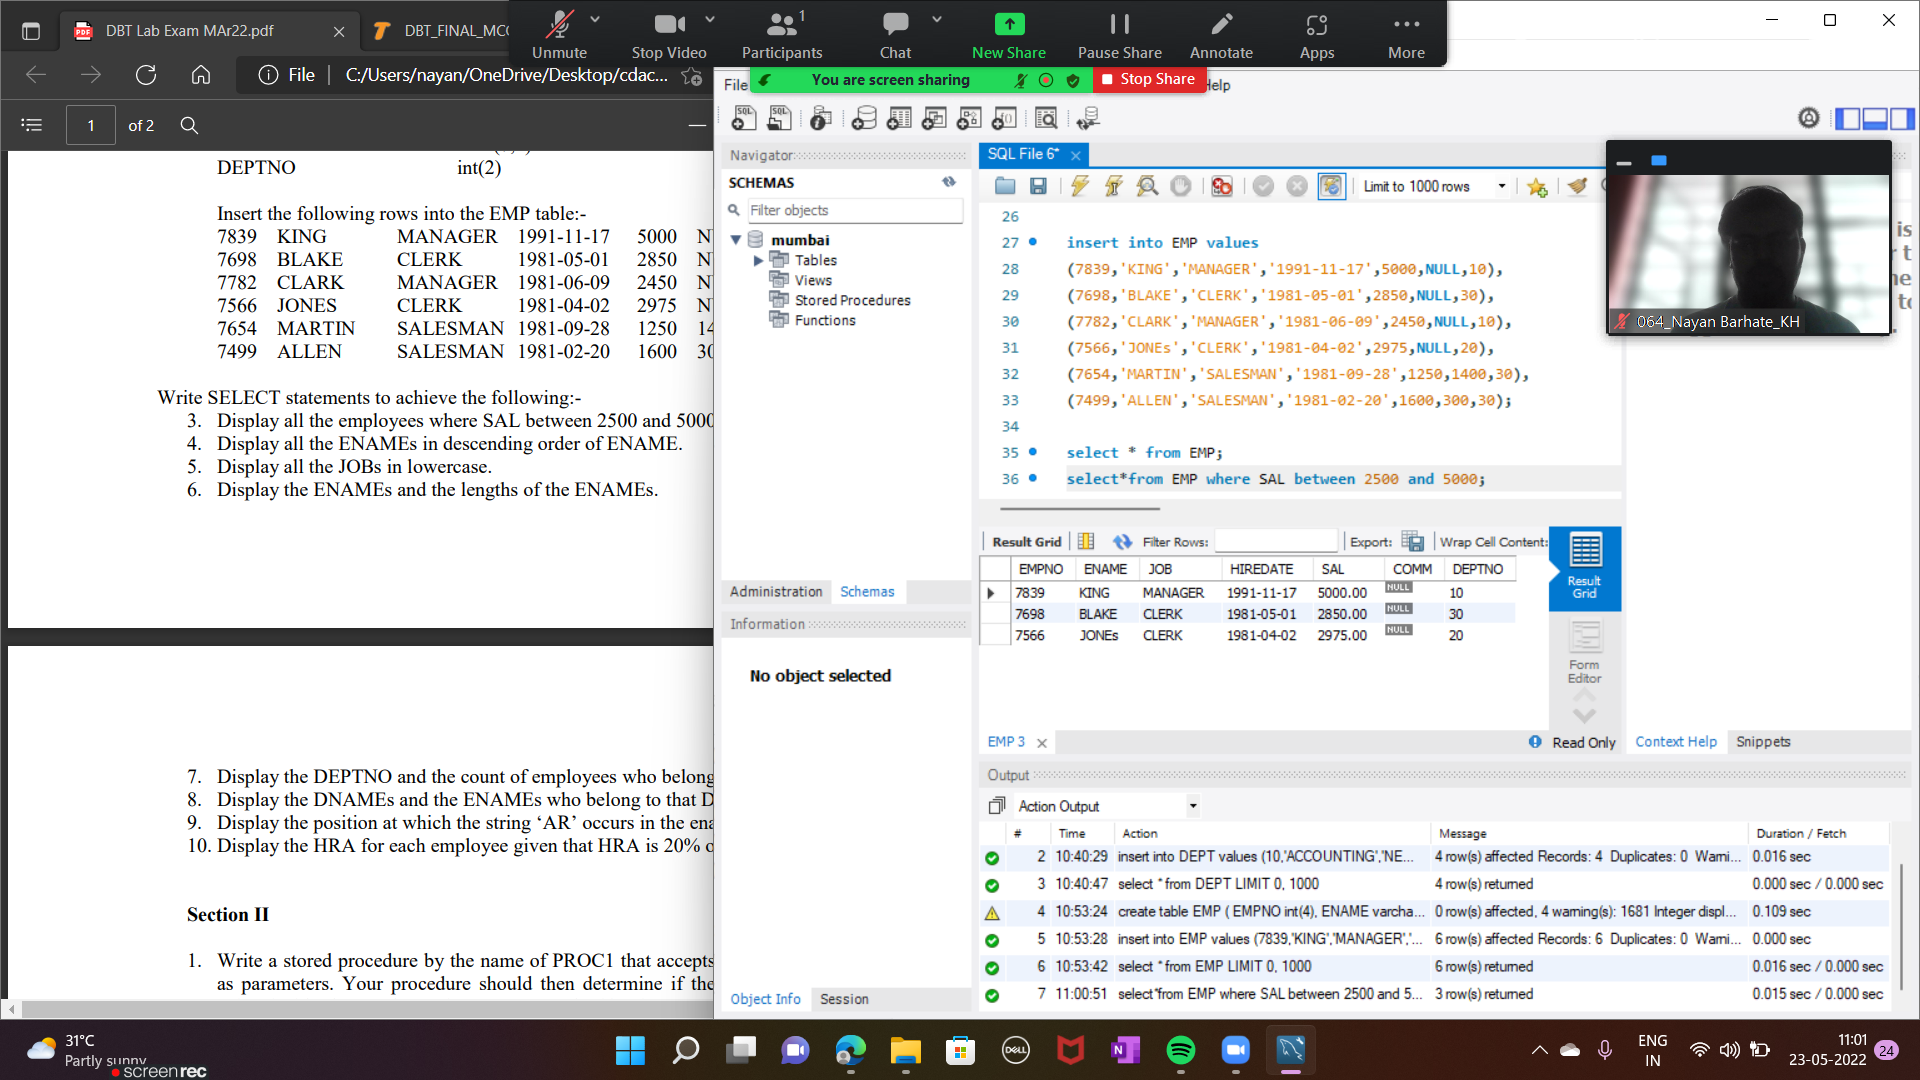 DBT Lab Exam MAr22.pdf
DBT_FINAL_MC
Unmute
Stop Video
Participants
1
Chat
New Share
Pause Share
Annotate
Apps
More
File
C:/Users/nayan/OneDrive/Desktop/cdac...
You are screen sharing
Stop Share
File
Help
1
of 2
DEPTNO int(2)
Insert the following rows into the EMP table:-
7839 KING MANAGER 1991-11-17 5000
7698 BLAKE CLERK 1981-05-01 2850
7782 CLARK MANAGER 1981-06-09 2450
7566 JONES CLERK 1981-04-02 2975
7654 MARTIN SALESMAN 1981-09-28 1250
7499 ALLEN SALESMAN 1981-02-20 1600
Write SELECT statements to achieve the following:-
3. Display all the employees where SAL between 2500 and 5000
4. Display all the ENAMEs in descending order of ENAME.
5. Display all the JOBs in lowercase.
6. Display the ENAMEs and the lengths of the ENAMEs.
7. Display the DEPTNO and the count of employees who belong
8. Display the DNAMEs and the ENAMEs who belong to that D
9. Display the position at which the string ‘AR’ occurs in the ena
10. Display the HRA for each employee given that HRA is 20% o
Section II
1. Write a stored procedure by the name of PROC1 that accepts
as parameters. Your procedure should then determine if the
Navigator
SCHEMAS
Filter objects
mumbai
Tables
Views
Stored Procedures
Functions
Administration
Schemas
Information
No object selected
Object Info
Session
SQL File 6*
Limit to 1000 rows
26
27 insert into EMP values
28 (7839,'KING','MANAGER','1991-11-17',5000,NULL,10),
29 (7698,'BLAKE','CLERK','1981-05-01',2850,NULL,30),
30 (7782,'CLARK','MANAGER','1981-06-09',2450,NULL,10),
31 (7566,'JONEs','CLERK','1981-04-02',2975,NULL,20),
32 (7654,'MARTIN','SALESMAN','1981-09-28',1250,1400,30),
33 (7499,'ALLEN','SALESMAN','1981-02-20',1600,300,30);
34
35 select * from EMP;
36 select*from EMP where SAL between 2500 and 5000;
Result Grid
Filter Rows:
Export:
Wrap Cell Content:
EMPNO ENAME JOB HIREDATE SAL COMM DEPTNO
7839 KING MANAGER 1991-11-17 5000.00 NULL 10
7698 BLAKE CLERK 1981-05-01 2850.00 NULL 30
7566 JONEs CLERK 1981-04-02 2975.00 NULL 20
Result
Grid
Form
Editor
EMP 3
Read Only
Context Help
Snippets
064_Nayan Barhate_KH
Output
Action Output
# Time Action Message Duration / Fetch
2 10:40:29 insert into DEPT values (10,'ACCOUNTING','NE... 4 row(s) affected Records: 4 Duplicates: 0 Warni... 0.016 sec
3 10:40:47 select * from DEPT LIMIT 0, 1000 4 row(s) returned 0.000 sec / 0.000 sec
4 10:53:24 create table EMP ( EMPNO int(4), ENAME varcha... 0 row(s) affected, 4 warning(s): 1681 Integer displ... 0.109 sec
5 10:53:28 insert into EMP values (7839,'KING','MANAGER','... 6 row(s) affected Records: 6 Duplicates: 0 Warni... 0.000 sec
6 10:53:42 select * from EMP LIMIT 0, 1000 6 row(s) returned 0.016 sec / 0.000 sec
7 11:00:51 select*from EMP where SAL between 2500 and 5... 3 row(s) returned 0.015 sec / 0.000 sec
31°C
Partly sunny
screenrec
DELL
ENG
IN
11:01
23-05-2022
24